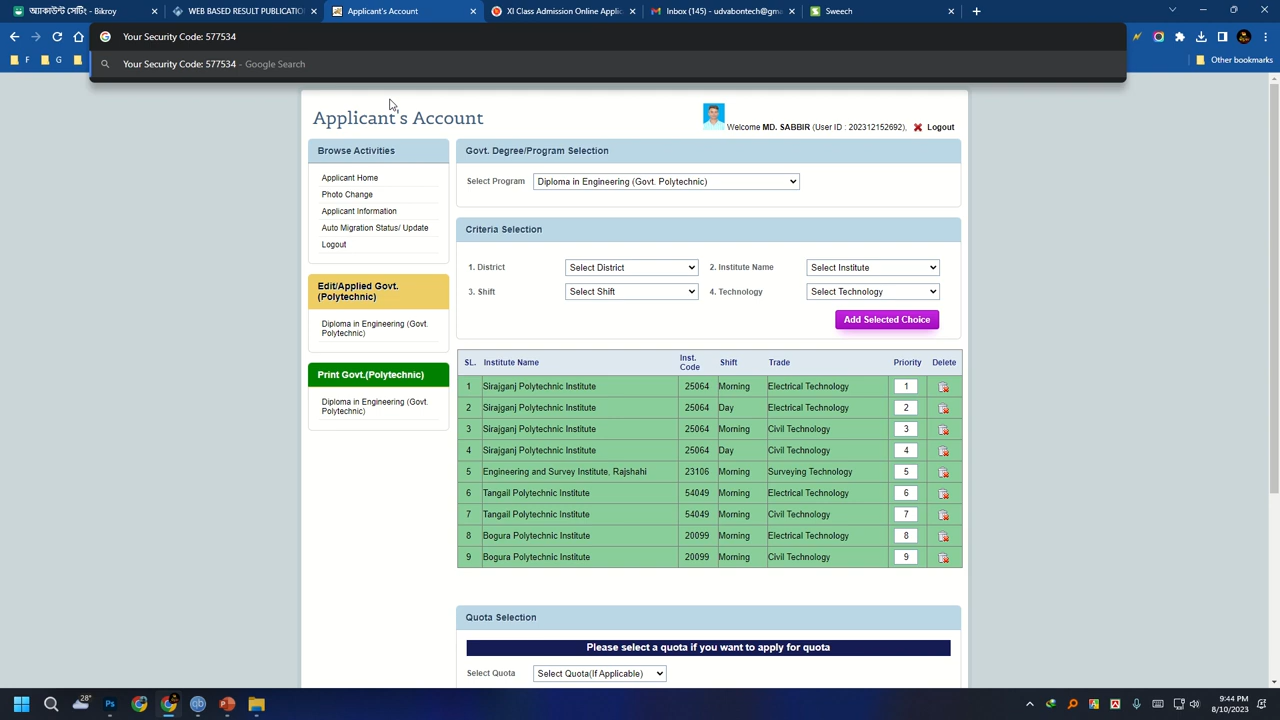 ads - Bikroy
WEB BASED RESULT PUBLICATIO
Applicant's Account
XI Class Admission Online Applic
Inbox (145) - udvabontech@gma
5weech
Your Security Code: 577534
F
G
Other bookmarks
Your Security Code: 577534 - Google Search
Applicant's Account
Welcome MD. SABBIR (User ID : 202312152692), Logout
Browse Activities
Applicant Home
Photo Change
Applicant Information
Auto Migration Status/ Update
Logout
Edit/Applied Govt.
(Polytechnic)
Diploma in Engineering (Govt.
Polytechnic)
Print Govt.(Polytechnic)
Diploma in Engineering (Govt.
Polytechnic)
Govt. Degree/Program Selection
Select Program Diploma in Engineering (Govt. Polytechnic)
Criteria Selection
1. District Select District 2. Institute Name Select Institute
3. Shift Select Shift 4. Technology Select Technology
Add Selected Choice
SL. Institute Name Inst. Code Shift Trade Priority Delete
1 Sirajganj Polytechnic Institute 25064 Morning Electrical Technology 1
2 Sirajganj Polytechnic Institute 25064 Day Electrical Technology 2
3 Sirajganj Polytechnic Institute 25064 Morning Civil Technology 3
4 Sirajganj Polytechnic Institute 25064 Day Civil Technology 4
5 Engineering and Survey Institute, Rajshahi 23106 Morning Surveying Technology 5
6 Tangail Polytechnic Institute 54049 Morning Electrical Technology 6
7 Tangail Polytechnic Institute 54049 Morning Civil Technology 7
8 Bogura Polytechnic Institute 20099 Morning Electrical Technology 8
9 Bogura Polytechnic Institute 20099 Morning Civil Technology 9
Quota Selection
Please select a quota if you want to apply for quota
Select Quota Select Quota(If Applicable)
28°
9:44 PM
8/10/2023